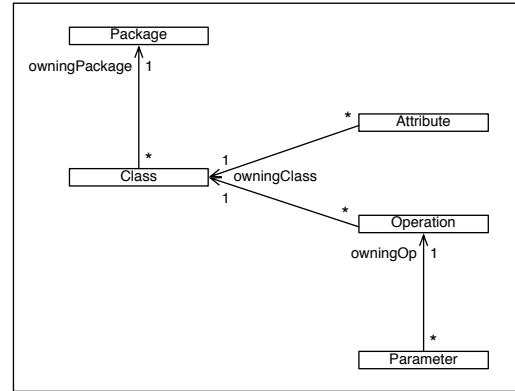 Package
owningPackage 1
*
Class
* Attribute
1
owningClass
1
*
Operation
owningOp 1
*
Parameter